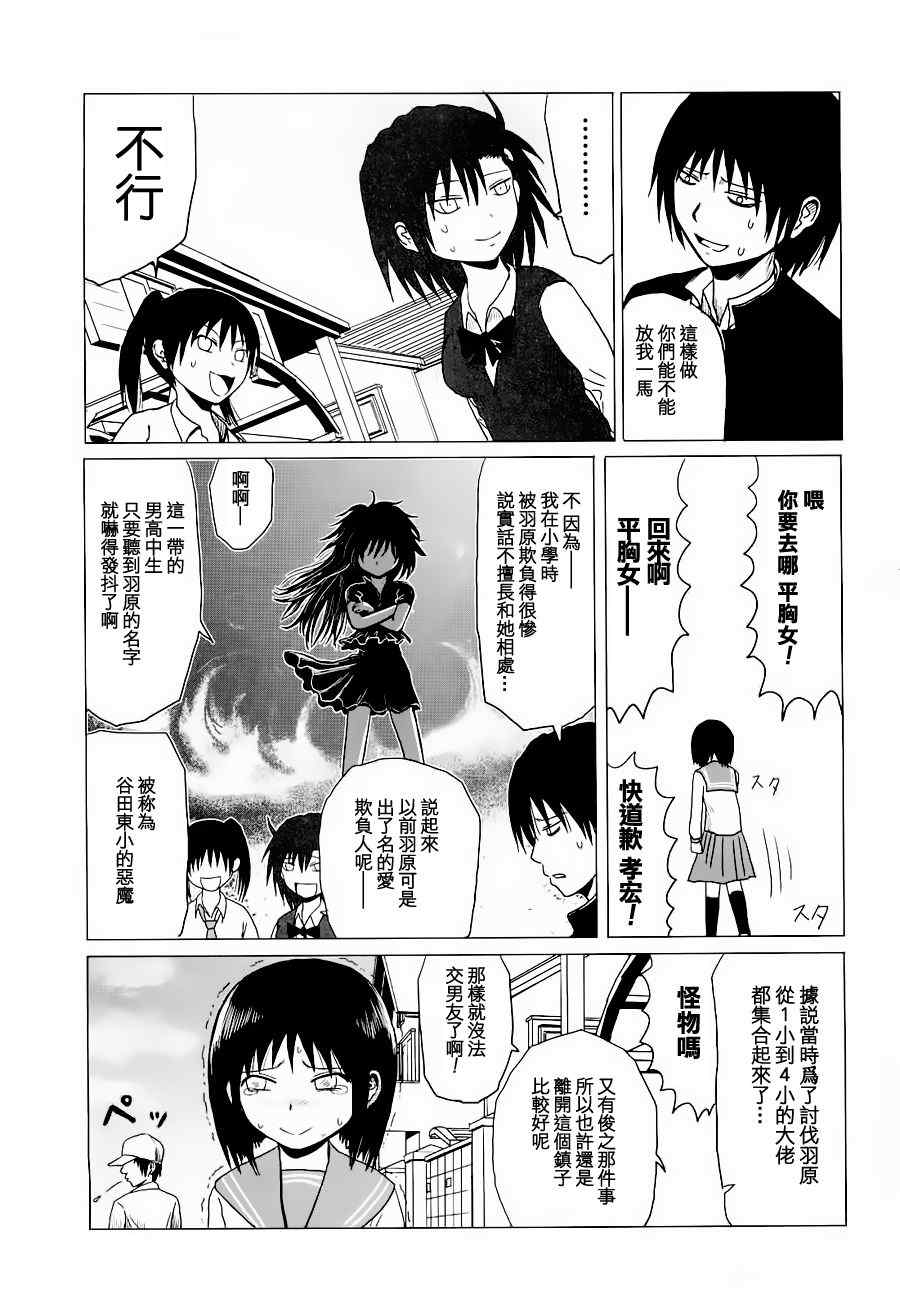 這樣做
你們能不能
放我一馬
………
不行
喂
你要去哪 平胸女！
回來啊
平胸女——
スタ
スタ
快道歉 孝宏！
不因為——
我在小學時
被羽原欺負得很慘
説實話不擅長和她相處…
説起來
以前羽原可是
出了名的愛
欺負人呢——
啊啊—
這一帶的
男高中生
只要聽到羽原的名字
就嚇得發抖了啊
被称為
谷田東小的惡魔
據説當時爲了討伐羽原
從1小到4小的大佬
都集合起來了…
怪物嗎
又有俊之那件事
所以也許還是
離開這個鎮子
比較好呢
那樣就沒法
交男友了啊！
ペッ